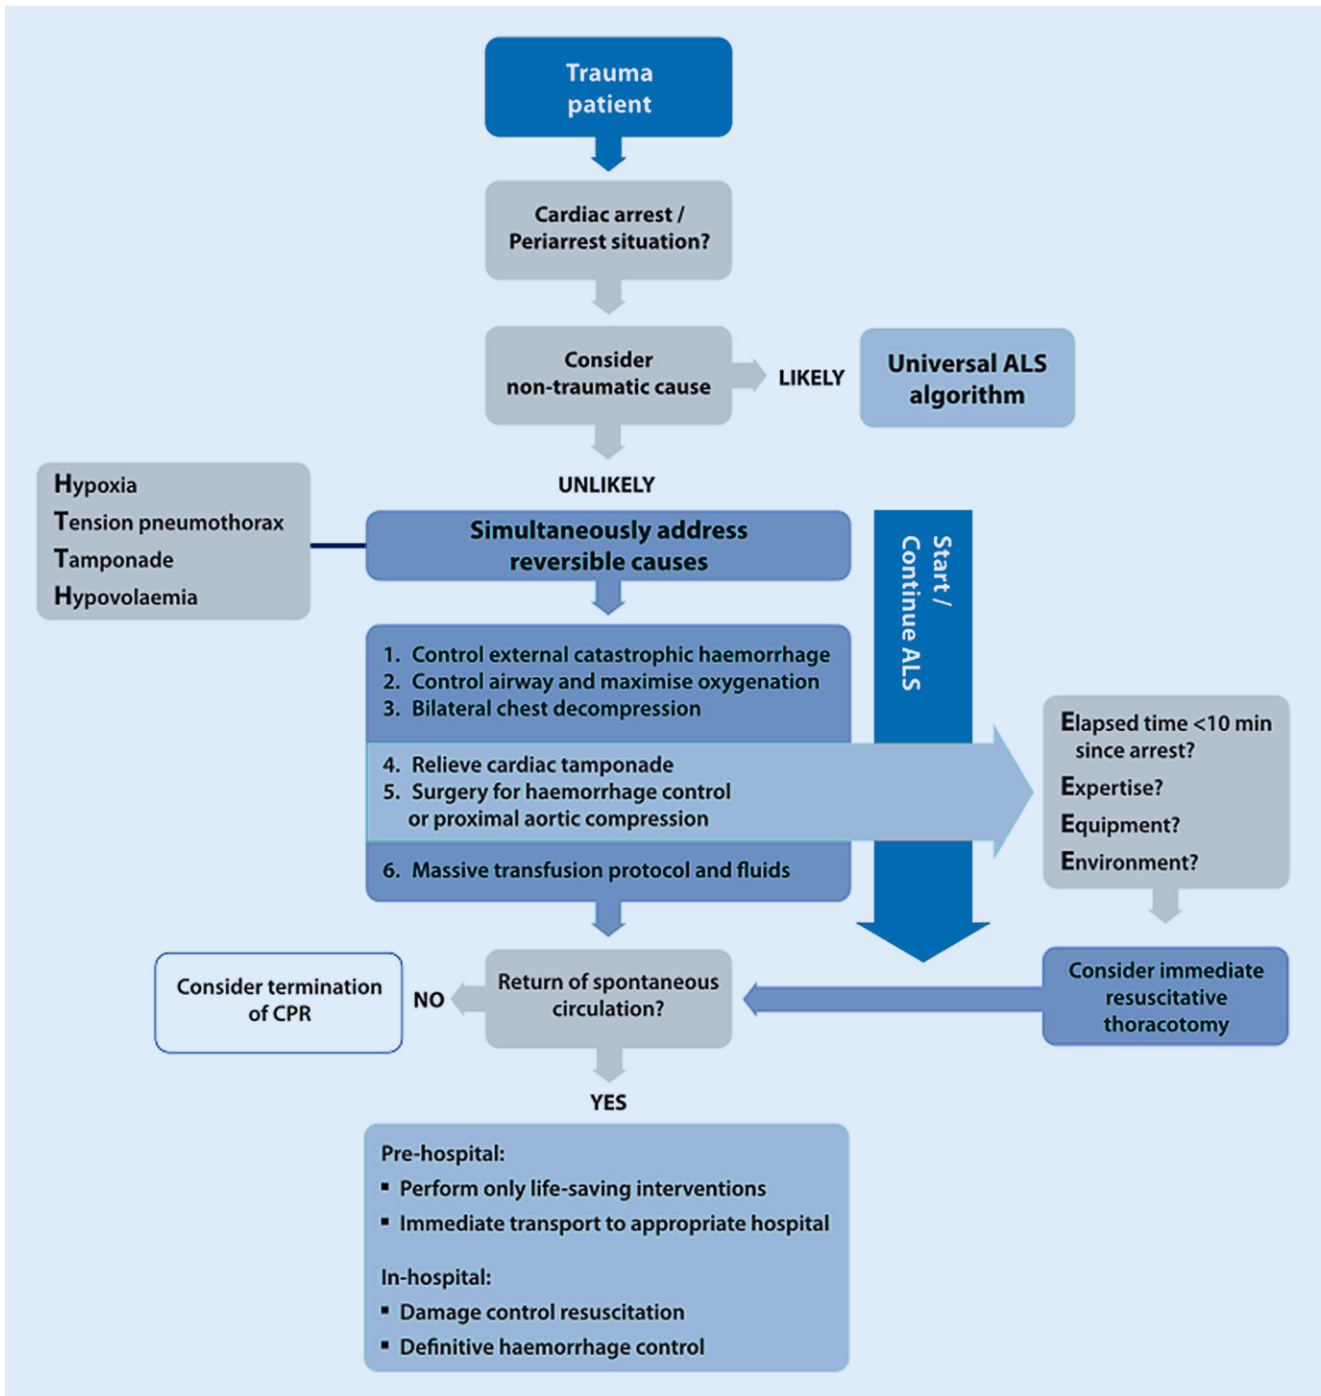 Trauma
patient
Cardiac arrest /
Periarrest situation?
Consider
non-traumatic cause
LIKELY
Universal ALS
algorithm
UNLIKELY
Hypoxia
Tension pneumothorax
Tamponade
Hypovolaemia
Simultaneously address
reversible causes
Start /
Continue ALS
1. Control external catastrophic haemorrhage
2. Control airway and maximise oxygenation
3. Bilateral chest decompression
4. Relieve cardiac tamponade
5. Surgery for haemorrhage control
or proximal aortic compression
6. Massive transfusion protocol and fluids
Elapsed time <10 min
since arrest?
Expertise?
Equipment?
Environment?
Consider immediate
resuscitative
thoracotomy
Return of spontaneous
circulation?
NO
Consider termination
of CPR
YES
Pre-hospital:
▪ Perform only life-saving interventions
▪ Immediate transport to appropriate hospital
In-hospital:
▪ Damage control resuscitation
▪ Definitive haemorrhage control